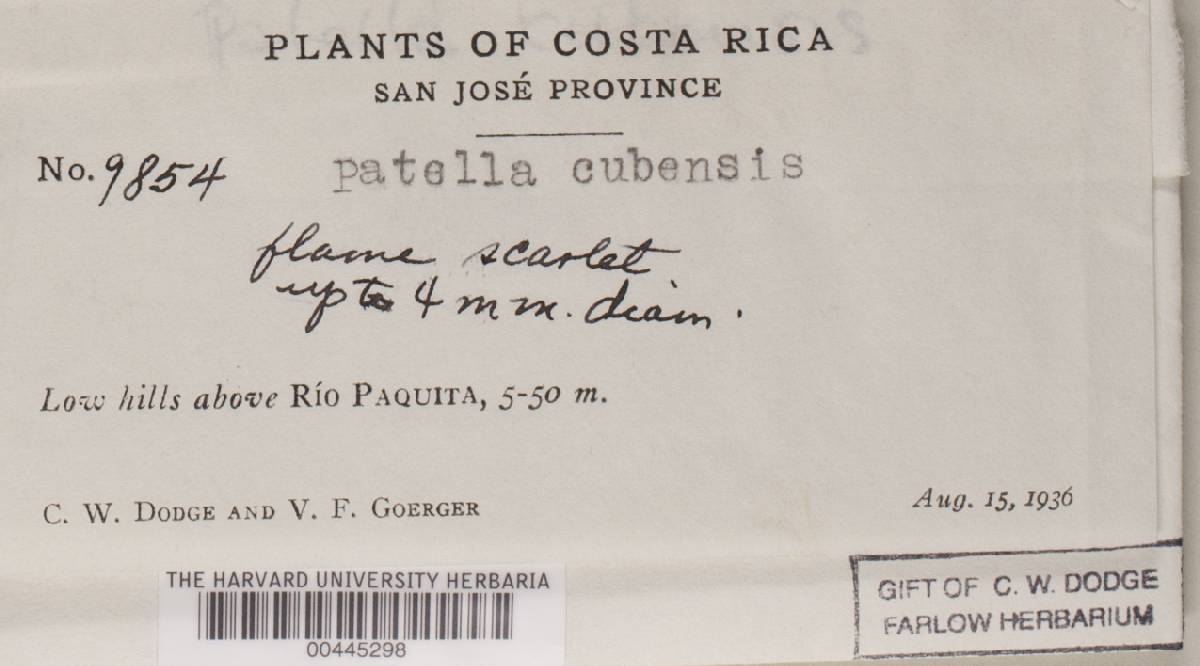 PLANTS OF COSTA RICA
SAN JOSÉ PROVINCE
No. 9854 patella cubensis
flame scarlet
up to 4 mm. diam.
Low hills above Río Paquita, 5-50 m.
C. W. Dodge and V. F. Goerger Aug. 15, 1936
THE HARVARD UNIVERSITY HERBARIA
00445298
GIFT OF C. W. DODGE
FARLOW HERBARIUM